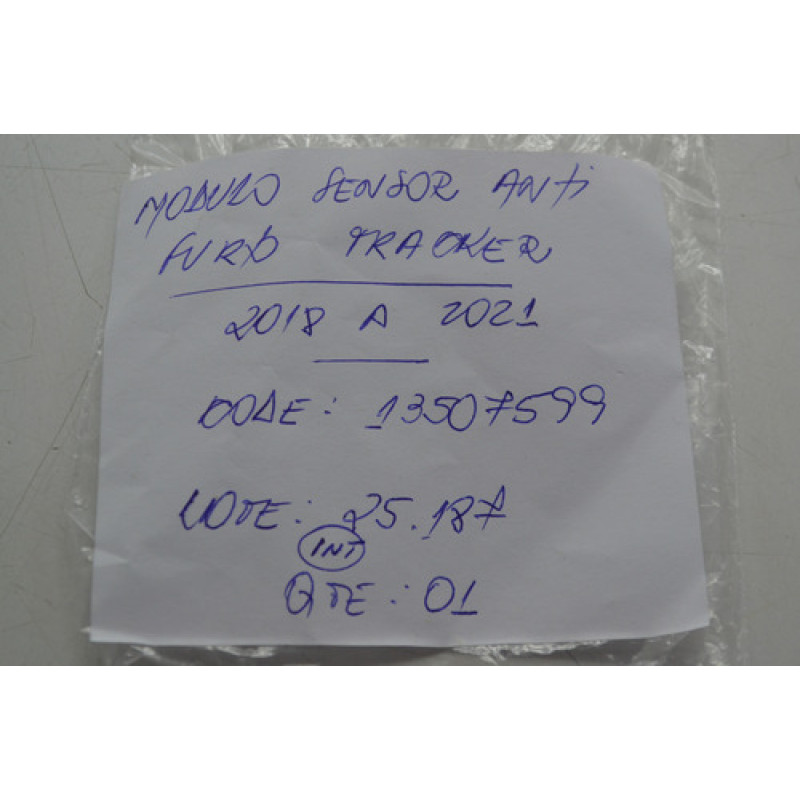 MODULO SENSOR ANTI
FURTO TRACKER
2018 A 2021
CODE: 13507599
LOTE: 25.187
INT
QTE: 01